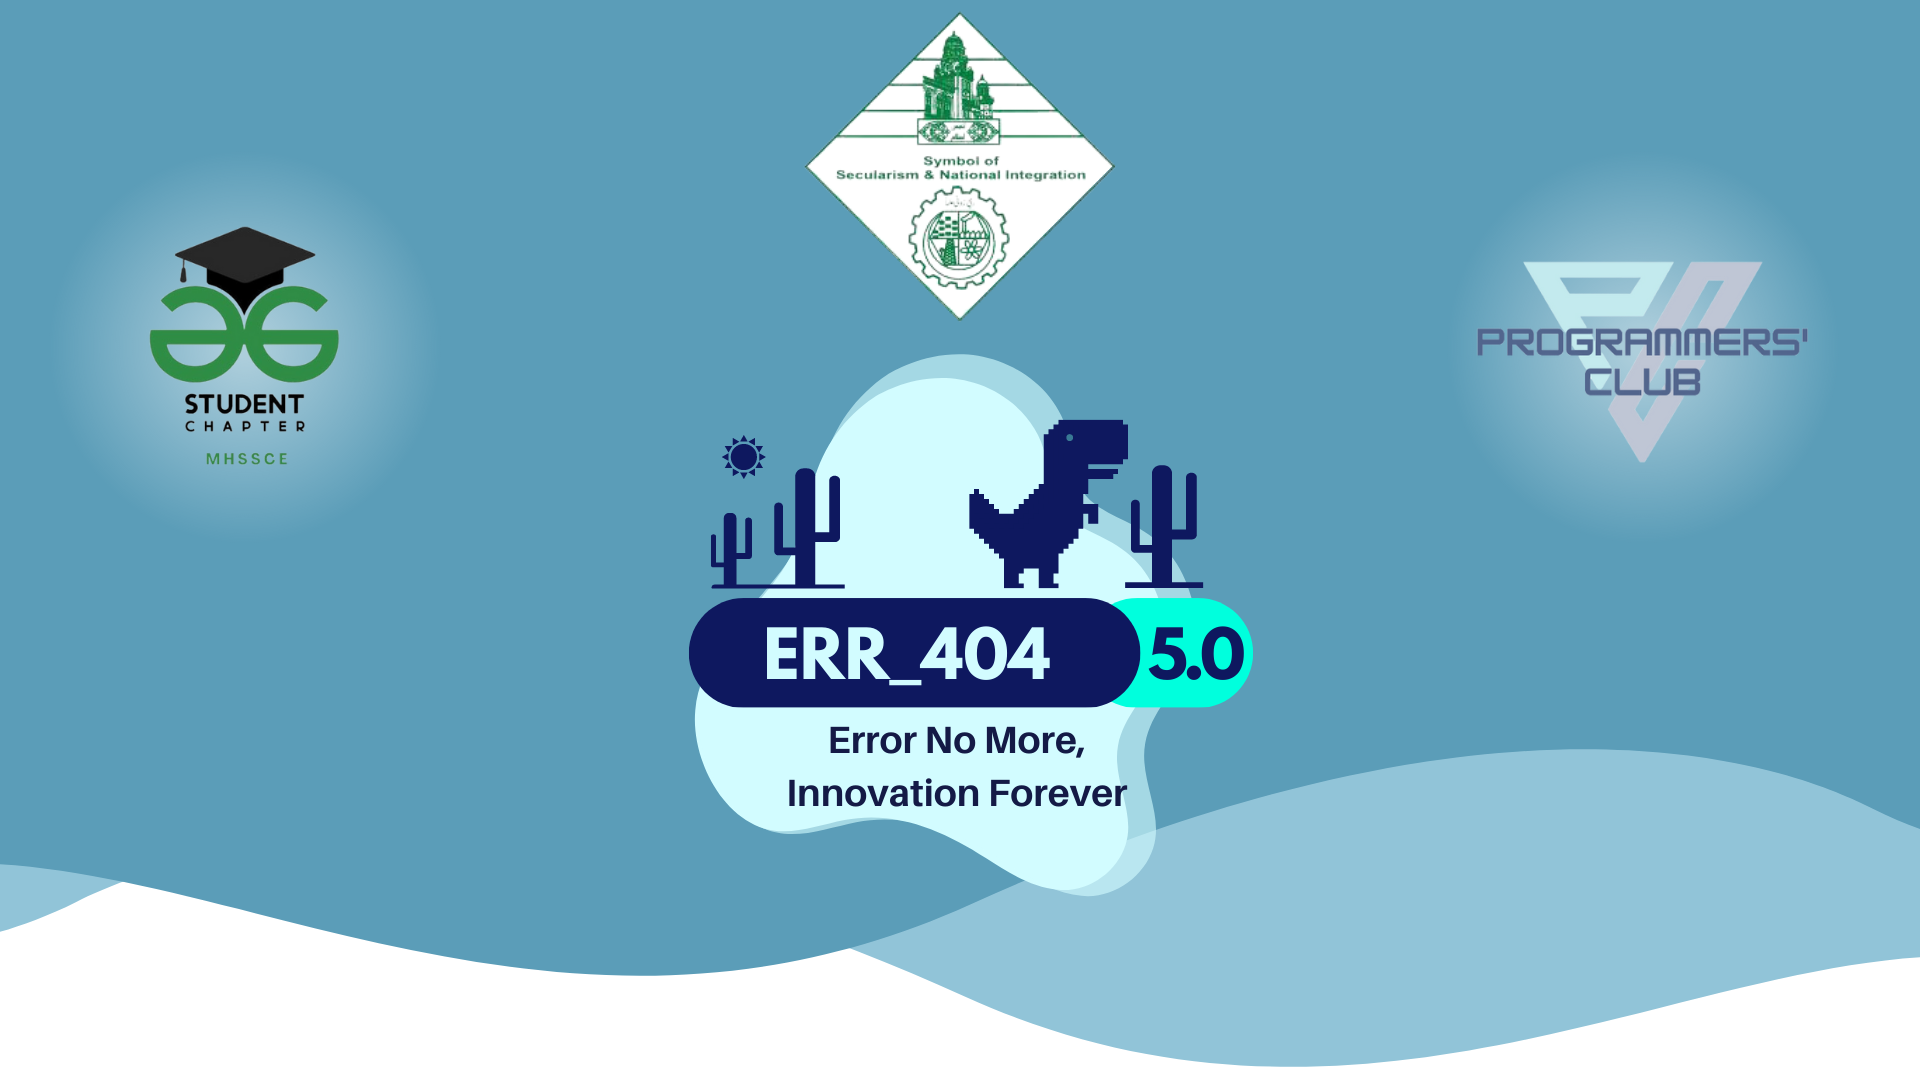 Symbol of
Secularism & National Integration
STUDENT
CHAPTER
MHSSCE
PROGRAMMERS'
CLUB
ERR_404 5.0
Error No More,
Innovation Forever